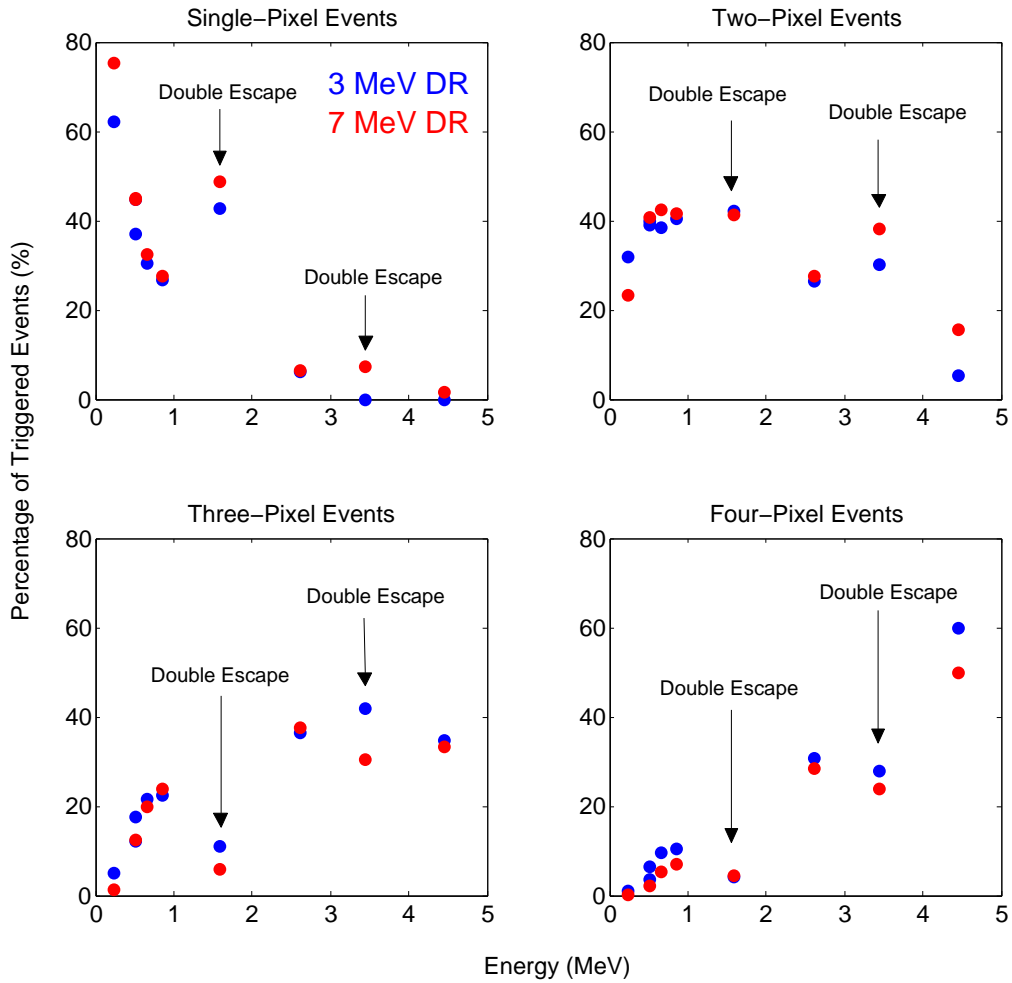 Single−Pixel Events
Two−Pixel Events
80
60
40
20
0
0 1 2 3 4 5
Double Escape
3 MeV DR
7 MeV DR
Double Escape
80
60
40
20
0
0 1 2 3 4 5
Double Escape
Double Escape
Percentage of Triggered Events (%)
Three−Pixel Events
Four−Pixel Events
80
60
40
20
0
0 1 2 3 4 5
Double Escape
Double Escape
80
60
40
20
0
0 1 2 3 4 5
Double Escape
Double Escape
Energy (MeV)